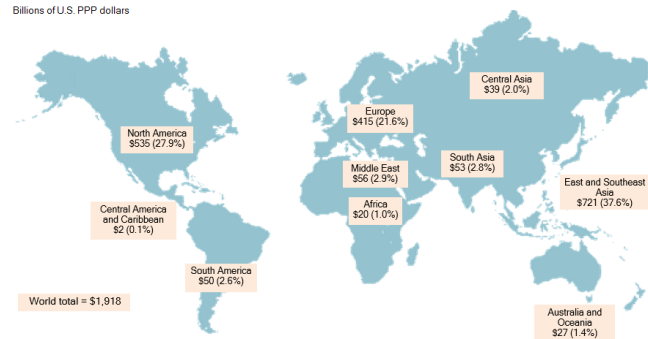 Billions of U.S. PPP dollars
Central Asia
$39 (2.0%)
Europe
$415 (21.6%)
North America
$535 (27.9%)
South Asia
$53 (2.8%)
Middle East
$56 (2.9%)
East and Southeast
Asia
$721 (37.6%)
Africa
$20 (1.0%)
Central America
and Caribbean
$2 (0.1%)
South America
$50 (2.6%)
World total = $1,918
Australia and
Oceania
$27 (1.4%)